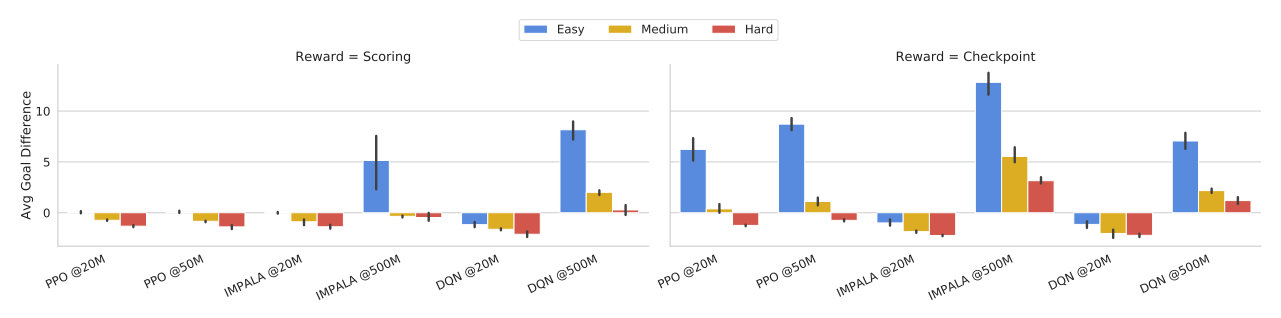 Easy Medium Hard
Reward = Scoring
Reward = Checkpoint
Avg Goal Difference
10
5
0
PPO @20M
PPO @50M
IMPALA @20M
IMPALA @500M
DQN @20M
DQN @500M
PPO @20M
PPO @50M
IMPALA @20M
IMPALA @500M
DQN @20M
DQN @500M